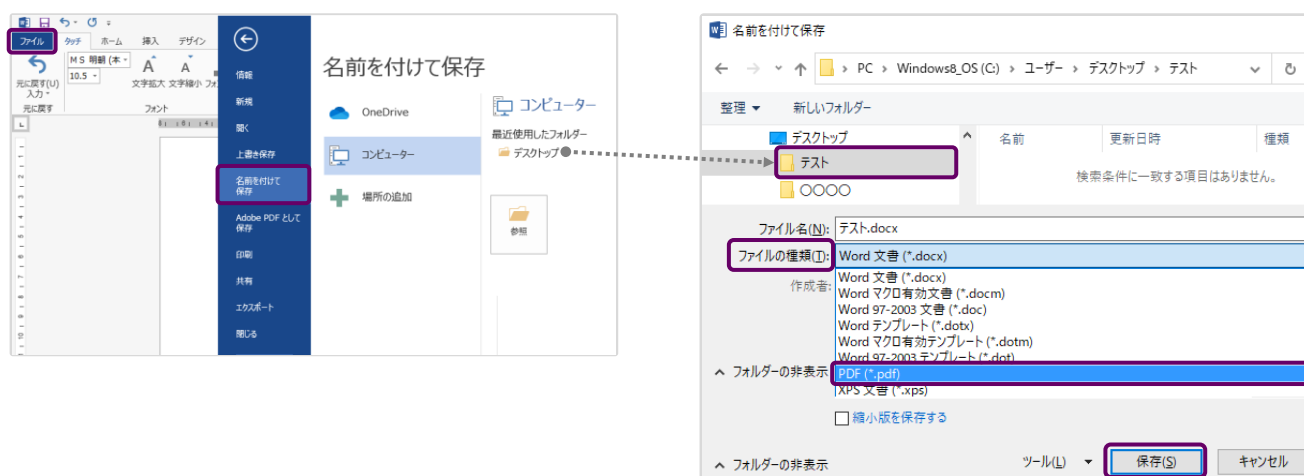 ファイル
タッチ
ホーム
挿入
デザイン
元に戻す(U)
入力
元に戻す
ＭＳ 明朝 (本
10.5
A
A
文字拡大 文字縮小
フォント
情報
新規
開く
上書き保存
名前を付けて
保存
Adobe PDF として
保存
印刷
共有
エクスポート
閉じる
名前を付けて保存
OneDrive
コンピューター
場所の追加
コンピューター
最近使用したフォルダー
デスクトップ
参照
名前を付けて保存
PC › Windows8_OS (C:) › ユーザー › デスクトップ › テスト
整理
新しいフォルダー
デスクトップ
テスト
〇〇〇〇
名前
更新日時
種類
検索条件に一致する項目はありません。
ファイル名(N): テスト.docx
ファイルの種類(T): Word 文書 (*.docx)
作成者:
Word 文書 (*.docx)
Word マクロ有効文書 (*.docm)
Word 97-2003 文書 (*.doc)
Word テンプレート (*.dotx)
Word マクロ有効テンプレート (*.dotm)
Word 97-2003 テンプレート (*.dot)
PDF (*.pdf)
XPS 文書 (*.xps)
フォルダーの非表示
縮小版を保存する
フォルダーの非表示
ツール(L)
保存(S)
キャンセル